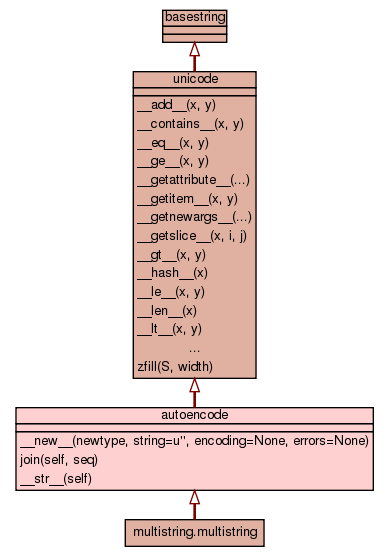 basestring
unicode
__add__(x, y)
__contains__(x, y)
__eq__(x, y)
__ge__(x, y)
__getattribute__(...)
__getitem__(x, y)
__getnewargs__(...)
__getslice__(x, i, j)
__gt__(x, y)
__hash__(x)
__le__(x, y)
__len__(x)
__lt__(x, y)
...
zfill(S, width)
autoencode
__new__(newtype, string=u'', encoding=None, errors=None)
join(self, seq)
__str__(self)
multistring.multistring